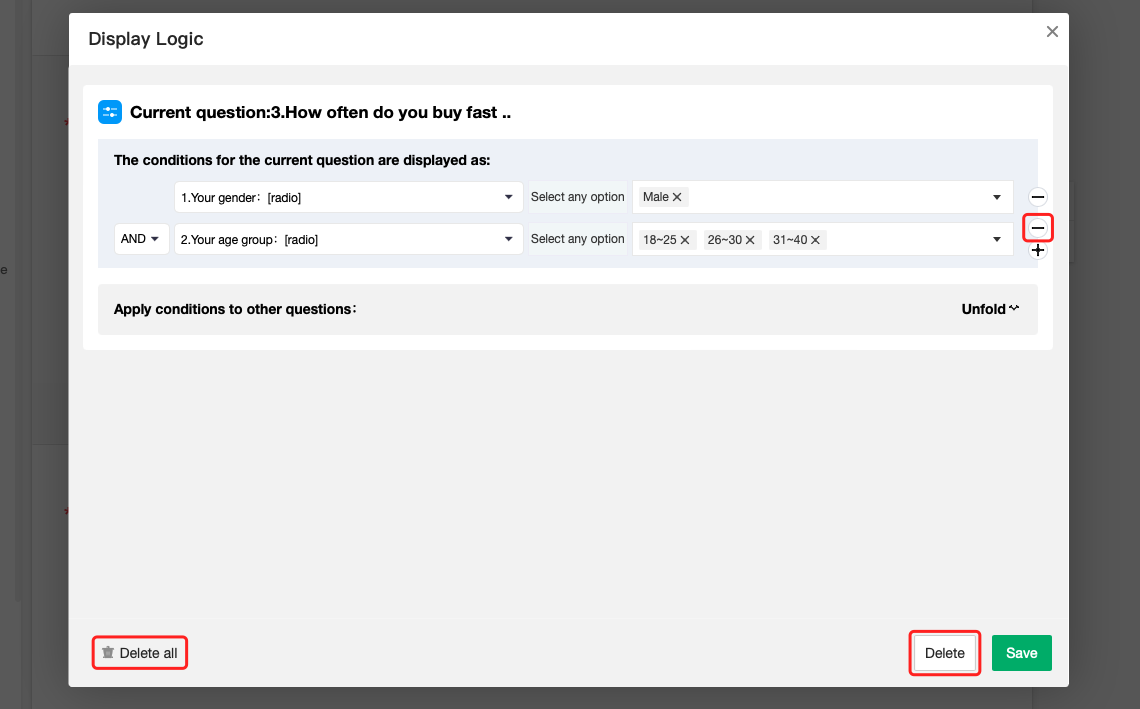 Display Logic
Current question:3.How often do you buy fast ..
The conditions for the current question are displayed as:
1.Your gender：[radio] Select any option Male
AND 2.Your age group：[radio] Select any option 18~25 26~30 31~40
e
Apply conditions to other questions： Unfold
Delete all Delete Save